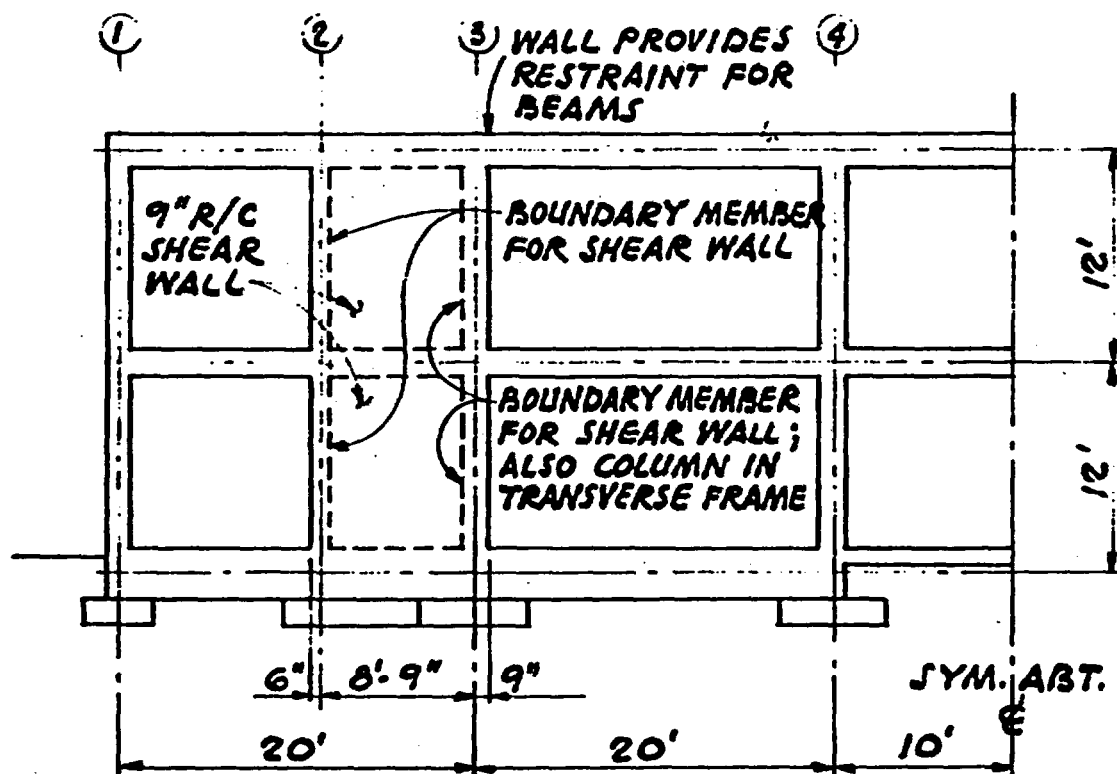 1
2
3
4
WALL PROVIDES
RESTRAINT FOR
BEAMS
9" R/C
SHEAR
WALL
BOUNDARY MEMBER
FOR SHEAR WALL
12'
BOUNDARY MEMBER
FOR SHEAR WALL;
ALSO COLUMN IN
TRANSVERSE FRAME
12'
6"
8'-9"
9"
SYM. ABT.
℄
20'
20'
10'